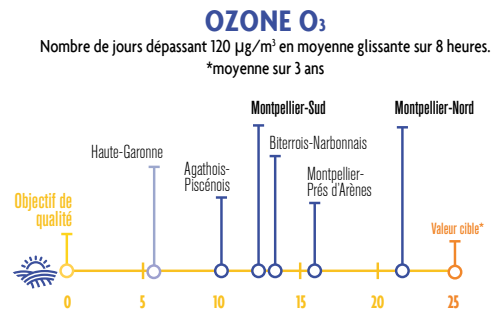 OZONE O₃
Nombre de jours dépassant 120 µg/m³ en moyenne glissante sur 8 heures.
*moyenne sur 3 ans
Montpellier-Sud
Montpellier-Nord
Haute-Garonne
Biterrois-Narbonnais
Agathois-
Piscénois
Montpellier-
Prés d'Arènes
Objectif de
qualité
Valeur cible*
0 5 10 15 20 25